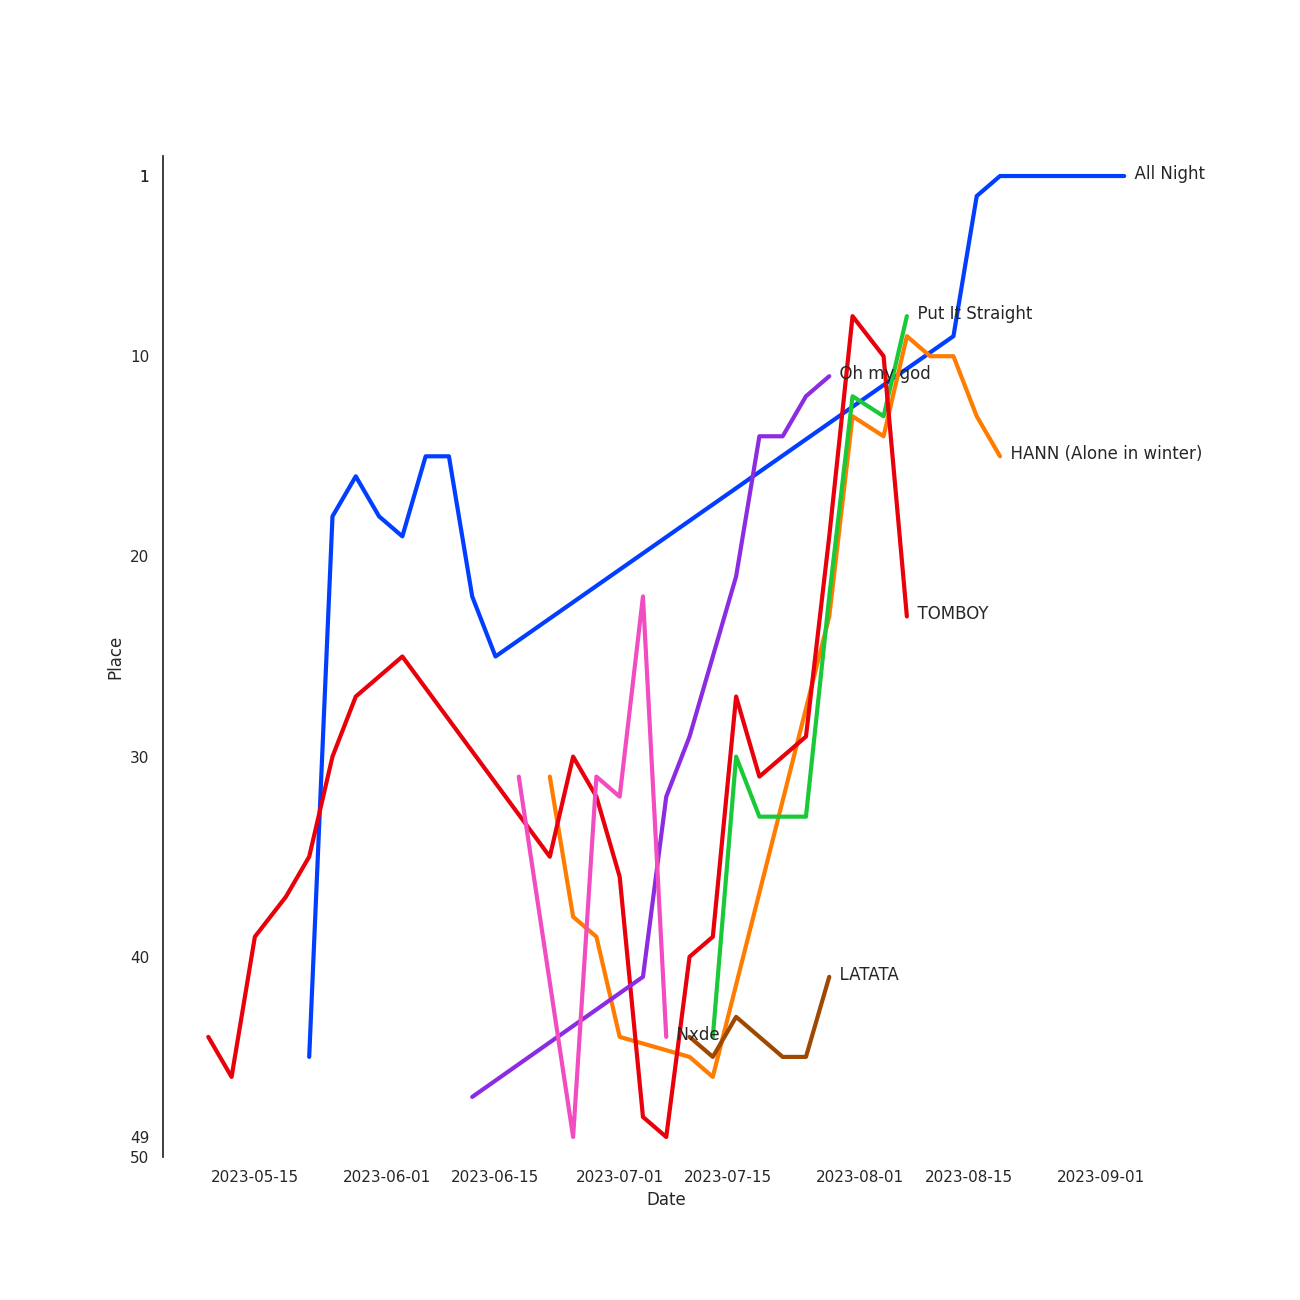 1
All Night
Put It Straight
10
Oh my god
HANN (Alone in winter)
20
TOMBOY
Place
30
40
LATATA
Nxde
49
50
2023-05-15
2023-06-01
2023-06-15
2023-07-01
2023-07-15
2023-08-01
2023-08-15
2023-09-01
Date